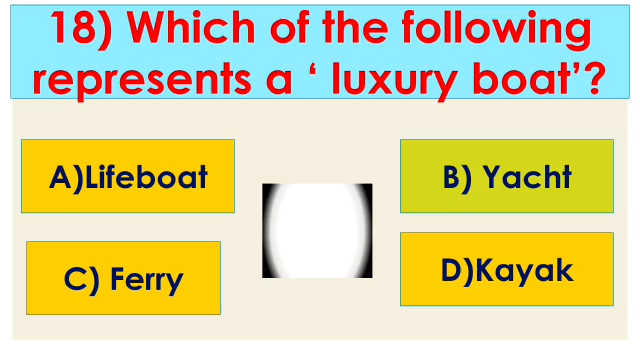 18) Which of the following
represents a ‘ luxury boat’?
A)Lifeboat
B) Yacht
C) Ferry
D)Kayak